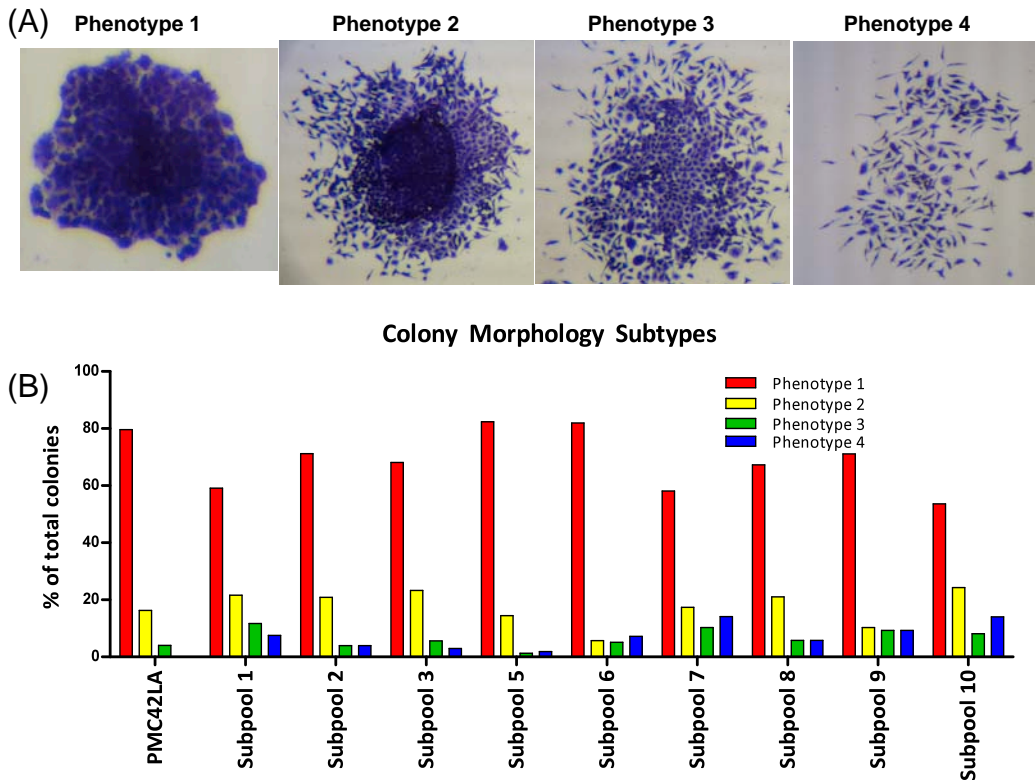 (A)
Phenotype 1 Phenotype 2 Phenotype 3 Phenotype 4
Colony Morphology Subtypes
(B)
% of total colonies
100
80
60
40
20
0
Phenotype 1
Phenotype 2
Phenotype 3
Phenotype 4
PMC42LA
Subpool 1
Subpool 2
Subpool 3
Subpool 5
Subpool 6
Subpool 7
Subpool 8
Subpool 9
Subpool 10